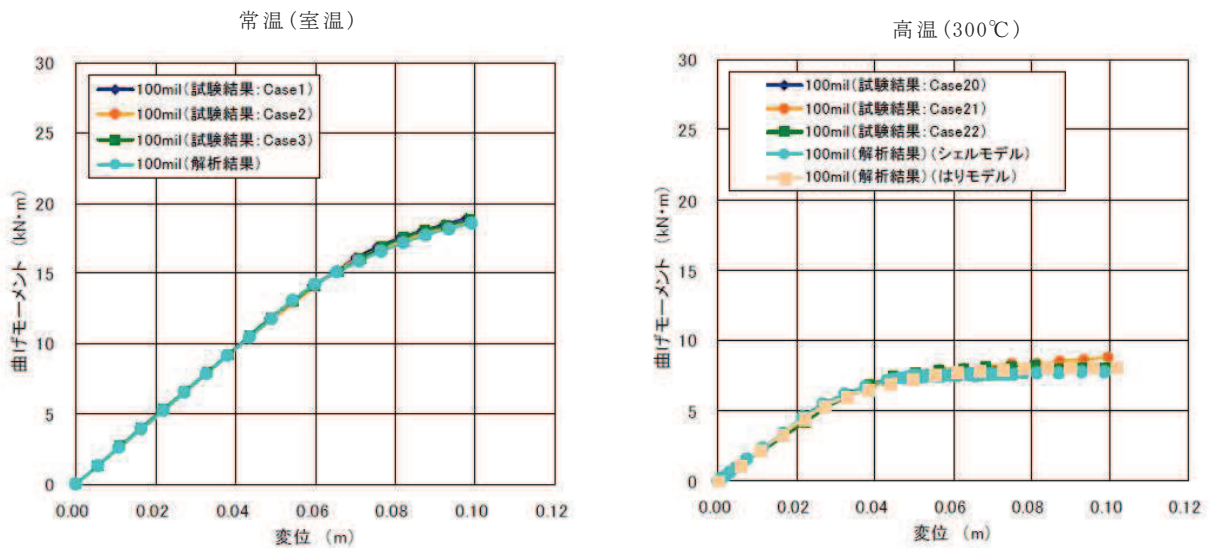 常温(室温)
30
25
20
15
10
5
0
曲げモーメント (kN・m)
100mil(試験結果:Case1)
100mil(試験結果:Case2)
100mil(試験結果:Case3)
100mil(解析結果)
0.00 0.02 0.04 0.06 0.08 0.10 0.12
変位 (m)
高温(300℃)
30
25
20
15
10
5
0
曲げモーメント (kN・m)
100mil(試験結果:Case20)
100mil(試験結果:Case21)
100mil(試験結果:Case22)
100mil(解析結果)(シェルモデル)
100mil(解析結果)(はりモデル)
0.00 0.02 0.04 0.06 0.08 0.10 0.12
変位 (m)